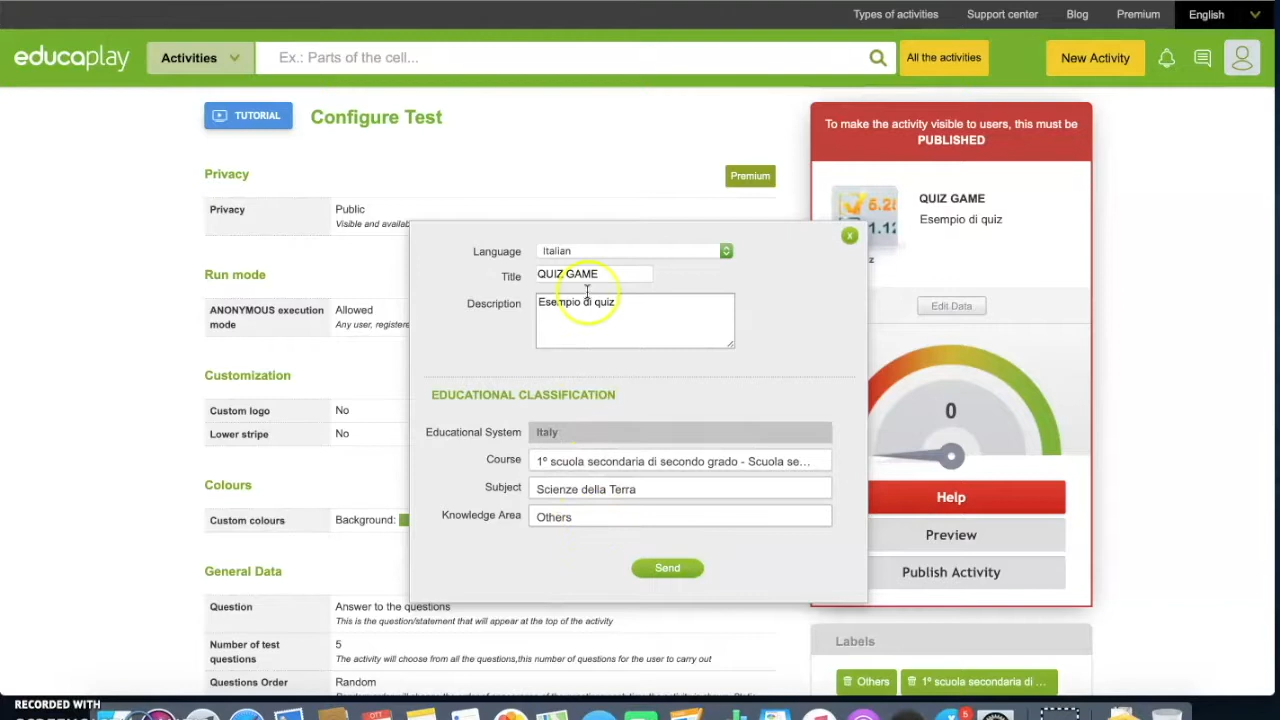 Types of activities Support center Blog Premium English
educaplay Activities Ex.: Parts of the cell... All the activities New Activity
TUTORIAL Configure Test
To make the activity visible to users, this must be
PUBLISHED
Privacy Premium
Privacy Public
Visible and availab
QUIZ GAME
Esempio di quiz
5.2
1.12
z
Edit Data
Run mode
ANONYMOUS execution
mode
Allowed
Any user, registere
Customization
Custom logo No
Lower stripe No
Colours
Custom colours Background:
General Data
Question Answer to the questions
This is the question/statement that will appear at the top of the activity
Number of test
questions
5
The activity will choose from all the questions,this number of questions for the user to carry out
Questions Order Random
x
Language Italian
Title QUIZ GAME
Description Esempio di quiz
EDUCATIONAL CLASSIFICATION
Educational System Italy
Course 1º scuola secondaria di secondo grado - Scuola se...
Subject Scienze della Terra
Knowledge Area Others
Send
0
Help
Preview
Publish Activity
Labels
Others 1º scuola secondaria di ...
RECORDED WITH
OTT
5